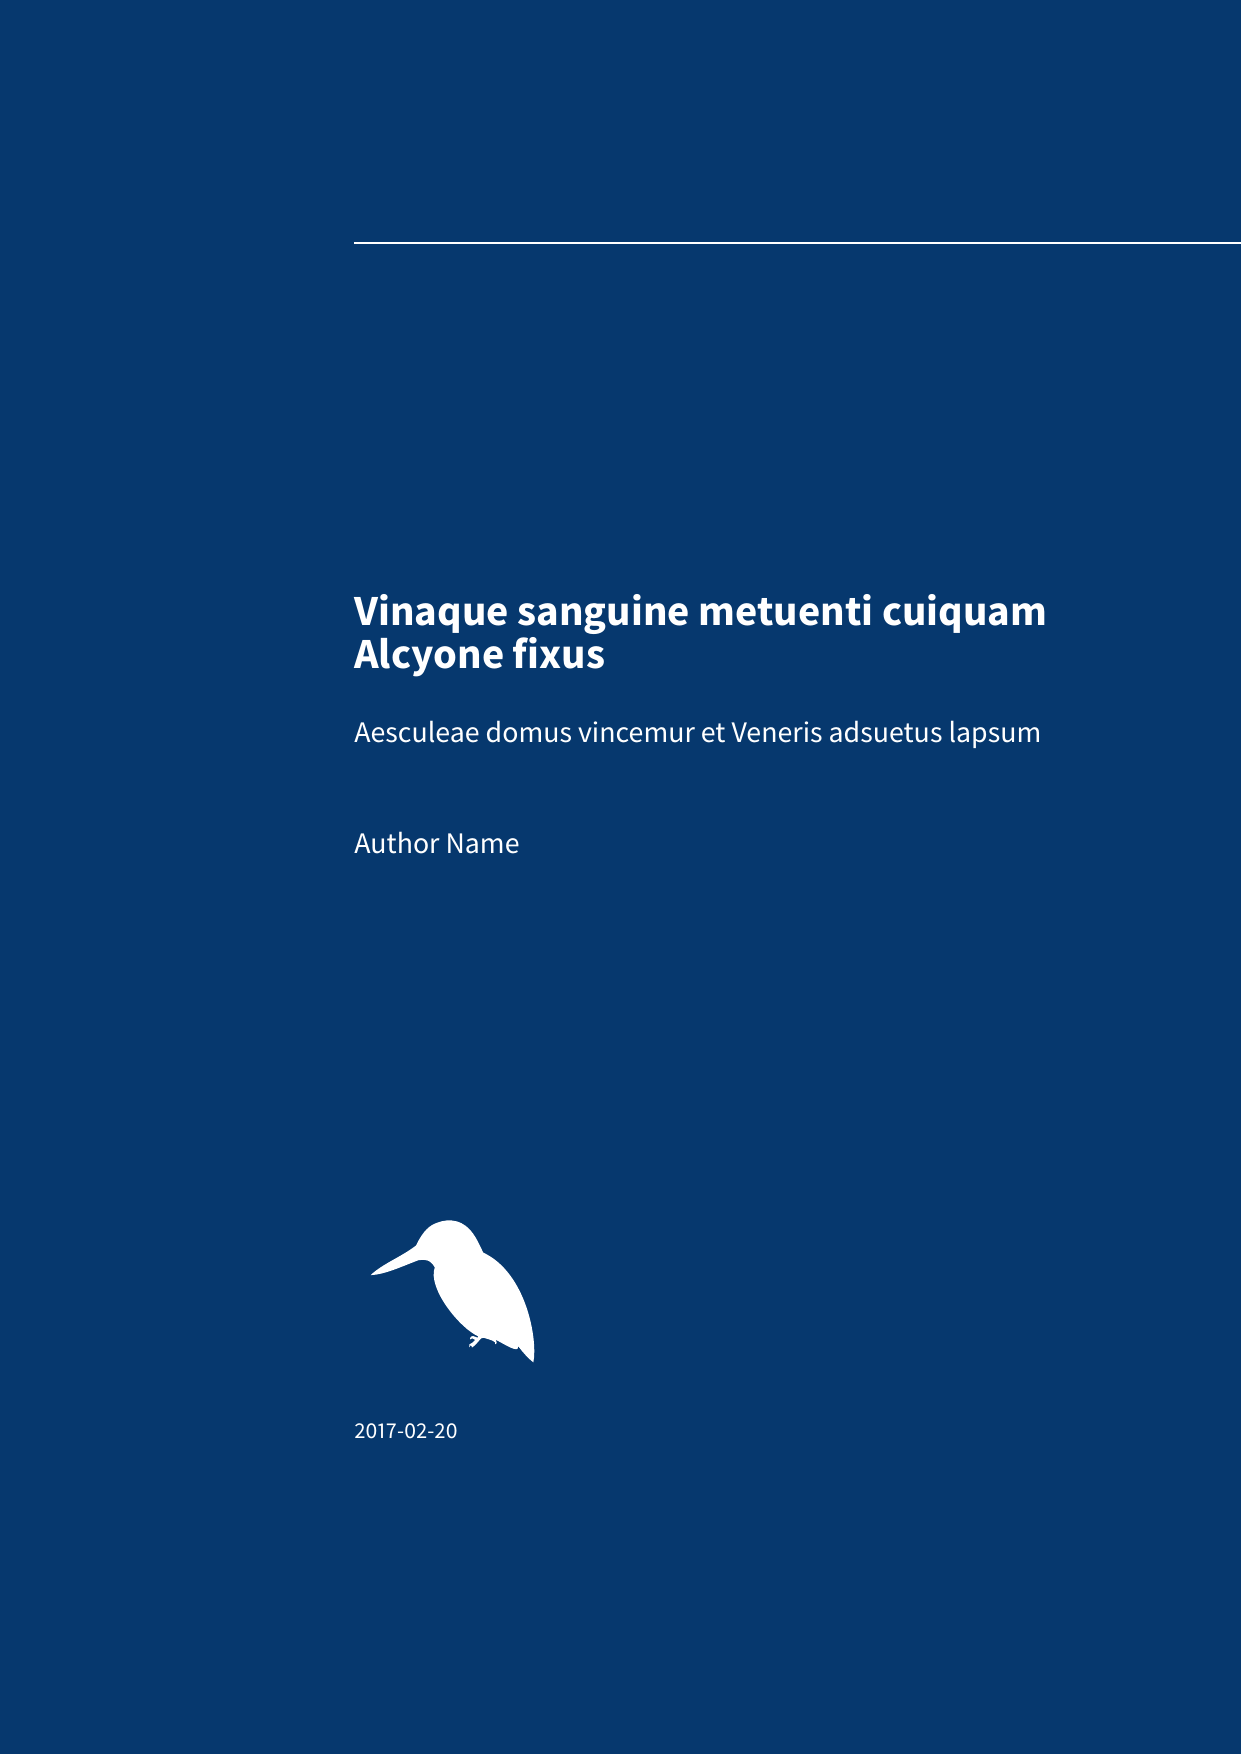 Vinaque sanguine metuenti cuiquam
Alcyone fixus
Aesculeae domus vincemur et Veneris adsuetus lapsum
Author Name
2017-02-20